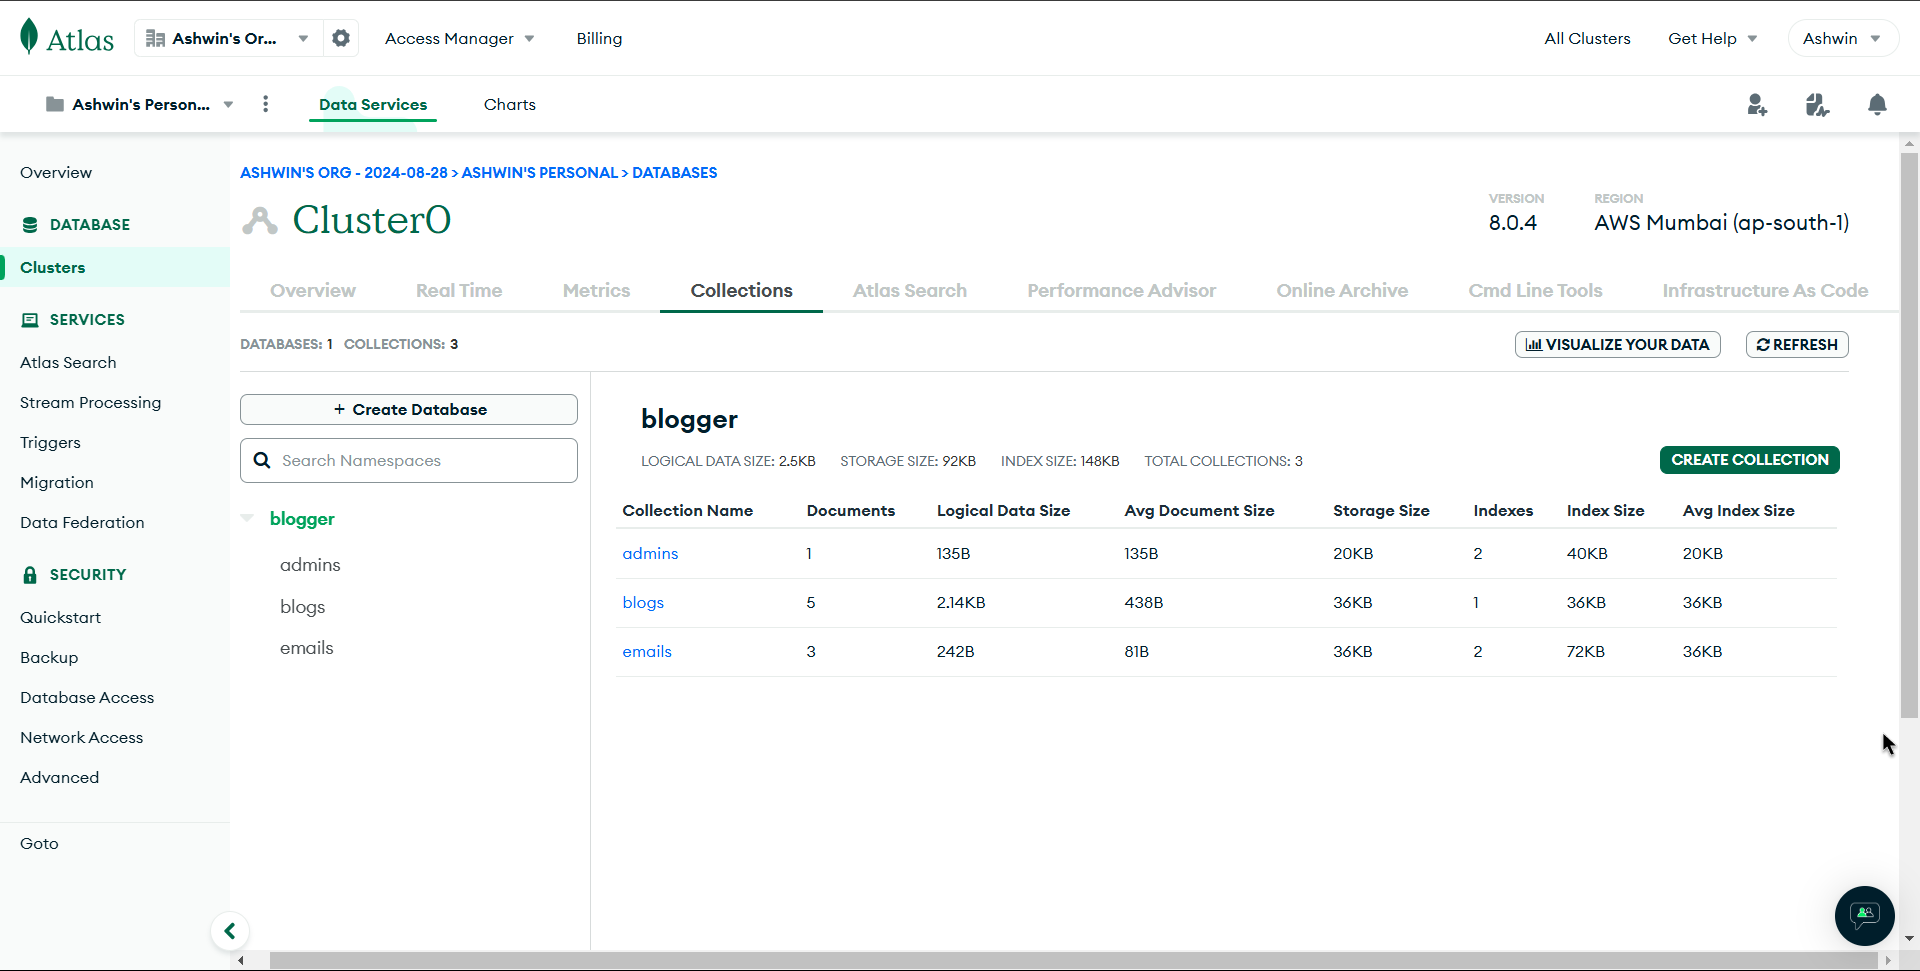 Atlas
Ashwin's Or...
Access Manager
Billing
All Clusters
Get Help
Ashwin
Ashwin's Person...
Data Services
Charts
Overview
DATABASE
Clusters
SERVICES
Atlas Search
Stream Processing
Triggers
Migration
Data Federation
SECURITY
Quickstart
Backup
Database Access
Network Access
Advanced
Goto
ASHWIN'S ORG - 2024-08-28 > ASHWIN'S PERSONAL > DATABASES
Cluster0
VERSION
8.0.4
REGION
AWS Mumbai (ap-south-1)
Overview Real Time Metrics Collections Atlas Search Performance Advisor Online Archive Cmd Line Tools Infrastructure As Code
DATABASES: 1 COLLECTIONS: 3
VISUALIZE YOUR DATA
REFRESH
+ Create Database
Search Namespaces
blogger
admins
blogs
emails
blogger
LOGICAL DATA SIZE: 2.5KB STORAGE SIZE: 92KB INDEX SIZE: 148KB TOTAL COLLECTIONS: 3
CREATE COLLECTION
Collection Name Documents Logical Data Size Avg Document Size Storage Size Indexes Index Size Avg Index Size
admins 1 135B 135B 20KB 2 40KB 20KB
blogs 5 2.14KB 438B 36KB 1 36KB 36KB
emails 3 242B 81B 36KB 2 72KB 36KB